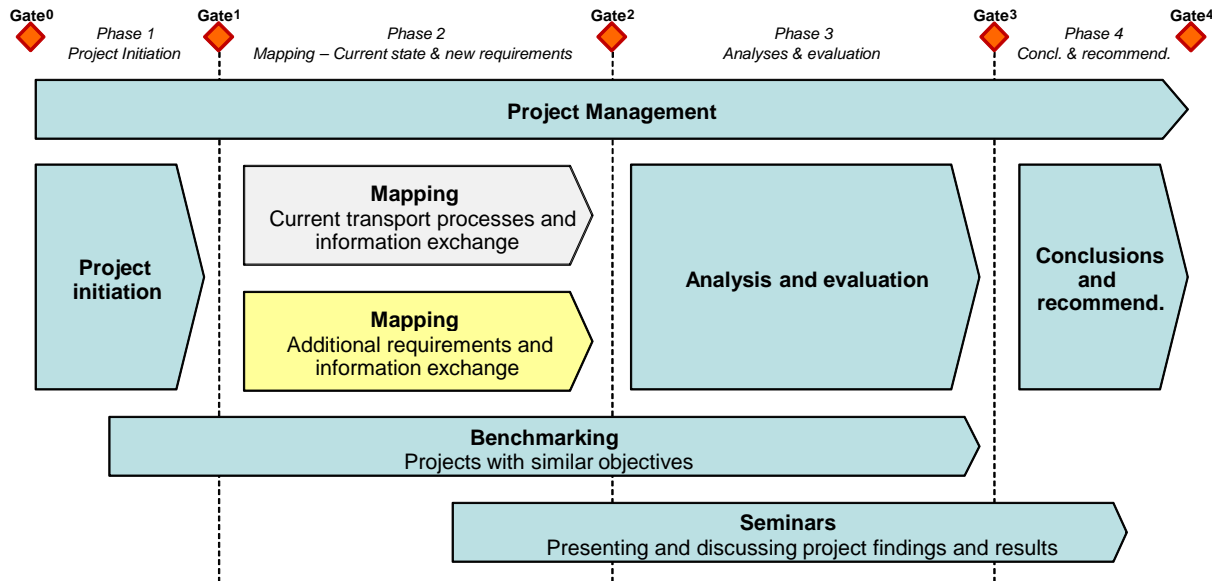 Gate0 Gate1 Gate2 Gate3 Gate4
Phase 1
Project Initiation
Phase 2
Mapping – Current state & new requirements
Phase 3
Analyses & evaluation
Phase 4
Concl. & recommend.
Project Management
Project
initiation
Mapping
Current transport processes and
information exchange
Mapping
Additional requirements and
information exchange
Analysis and evaluation
Conclusions
and
recommend.
Benchmarking
Projects with similar objectives
Seminars
Presenting and discussing project findings and results